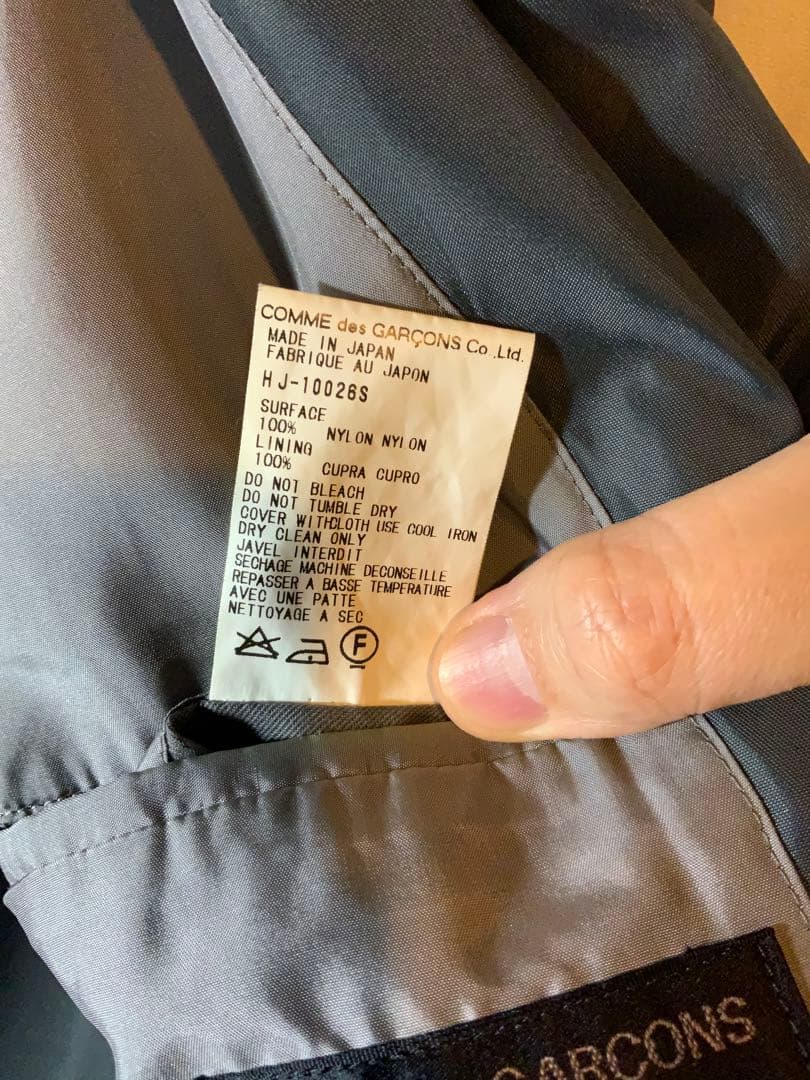 COMME des GARÇONS Co.,Ltd.
MADE IN JAPAN
FABRIQUE AU JAPON
HJ-10026S
SURFACE
100% NYLON NYLON
LINING
100% CUPRA CUPRO
DO NOT BLEACH
DO NOT TUMBLE DRY
COVER WITHCLOTH USE COOL IRON
DRY CLEAN ONLY
JAVEL INTERDIT
SECHAGE MACHINE DECONSEILLE
REPASSER A BASSE TEMPERATURE
AVEC UNE PATTE
NETTOYAGE A SEC
F
GARCONS